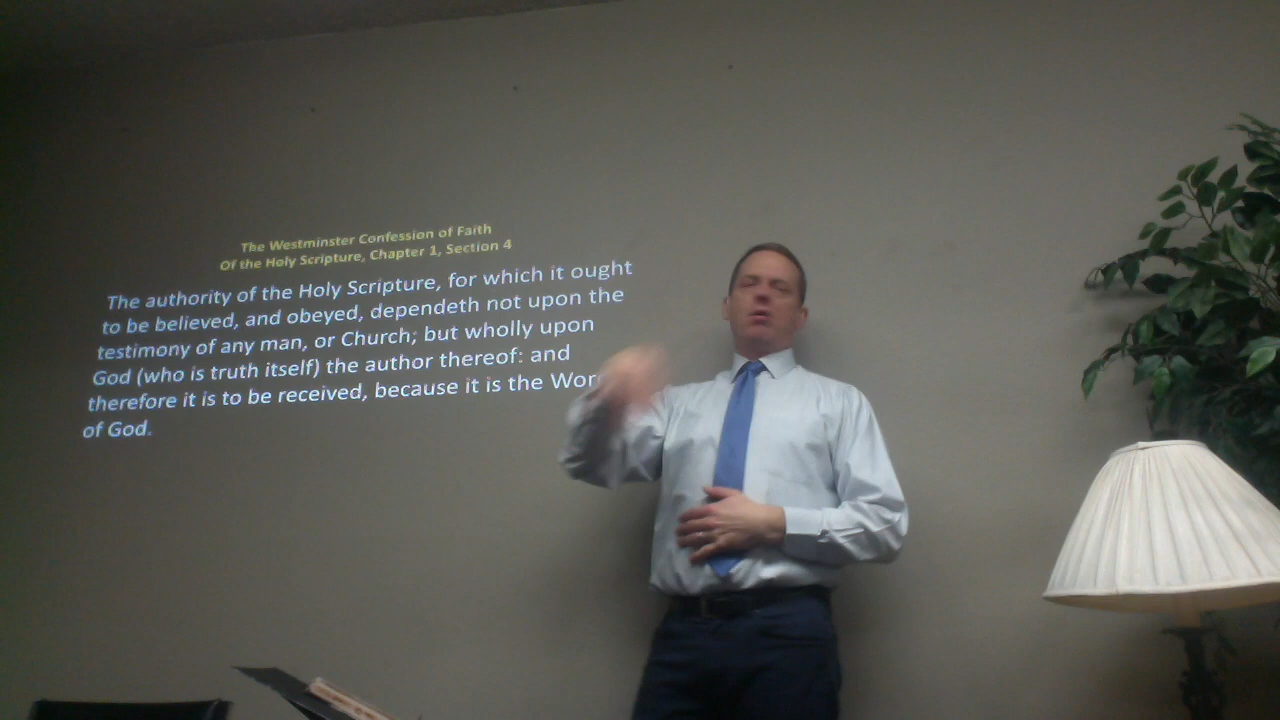 The Westminster Confession of Faith
Of the Holy Scripture, Chapter 1, Section 4
The authority of the Holy Scripture, for which it ought
to be believed, and obeyed, dependeth not upon the
testimony of any man, or Church; but wholly upon
God (who is truth itself) the author thereof: and
therefore it is to be received, because it is the Wor
of God.